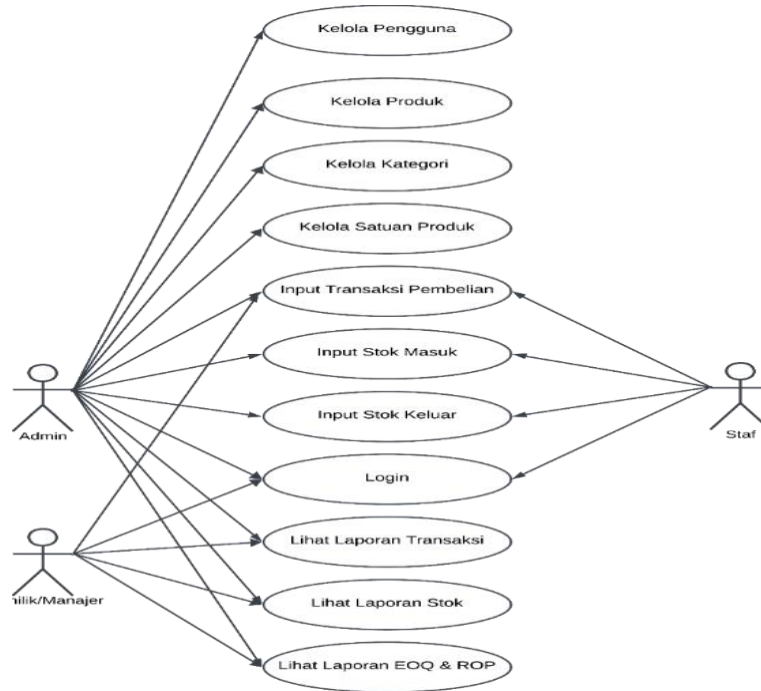 Kelola Pengguna
Kelola Produk
Kelola Kategori
Kelola Satuan Produk
Input Transaksi Pembelian
Input Stok Masuk
Input Stok Keluar
Login
Lihat Laporan Transaksi
Lihat Laporan Stok
Lihat Laporan EOQ & ROP
Admin
nilik/Manajer
Staf